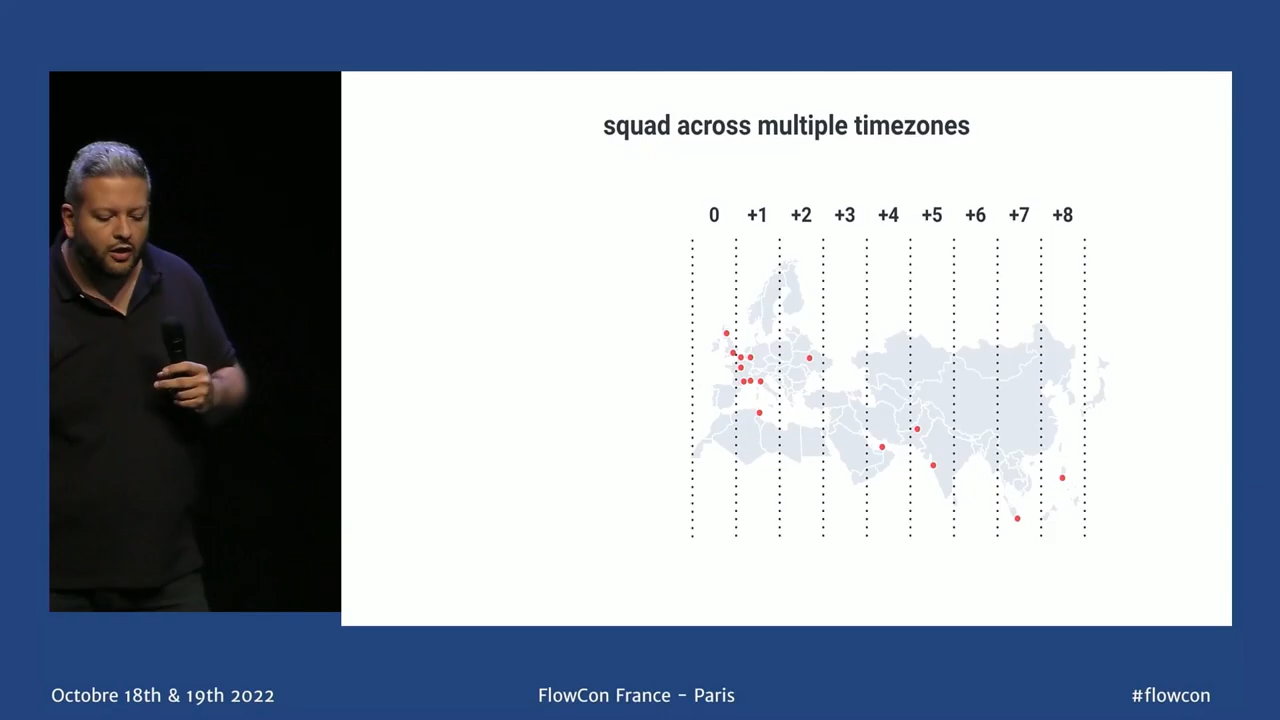 squad across multiple timezones
0 +1 +2 +3 +4 +5 +6 +7 +8
Octobre 18th & 19th 2022
FlowCon France - Paris
#flowcon